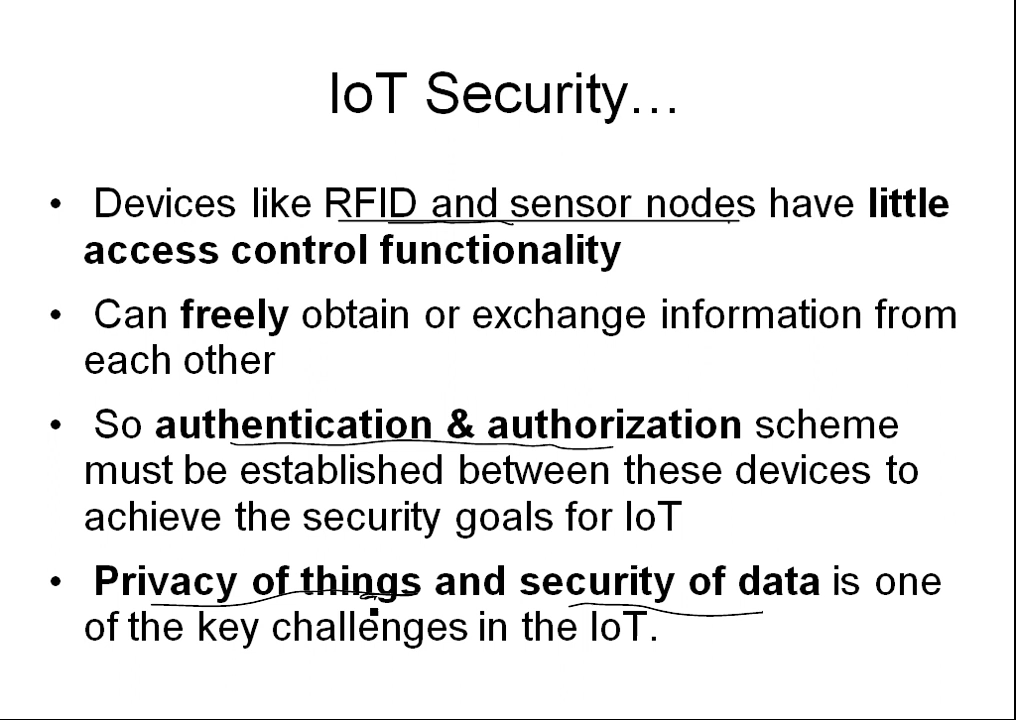 IoT Security…
• Devices like RFID and sensor nodes have little
access control functionality
• Can freely obtain or exchange information from
each other
• So authentication & authorization scheme
must be established between these devices to
achieve the security goals for IoT
• Privacy of things and security of data is one
of the key challenges in the IoT.